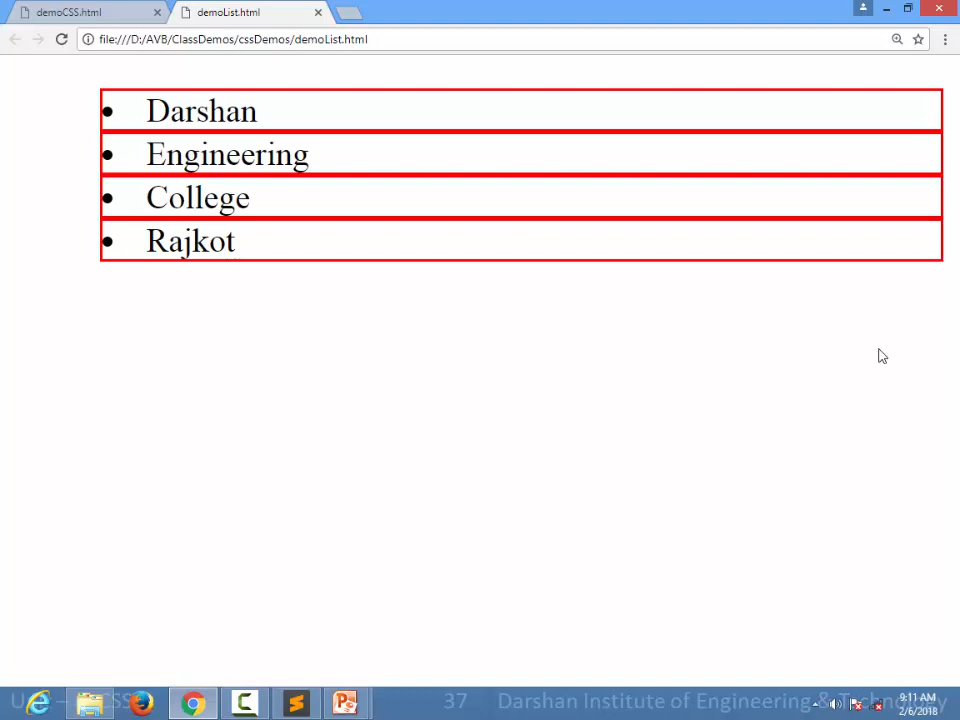 demoCSS.html
demoList.html
file:///D:/AVB/ClassDemos/cssDemos/demoList.html
• Darshan
• Engineering
• College
• Rajkot
37
Darshan Institute of Engineering & Technology
9:11 AM
2/6/2018